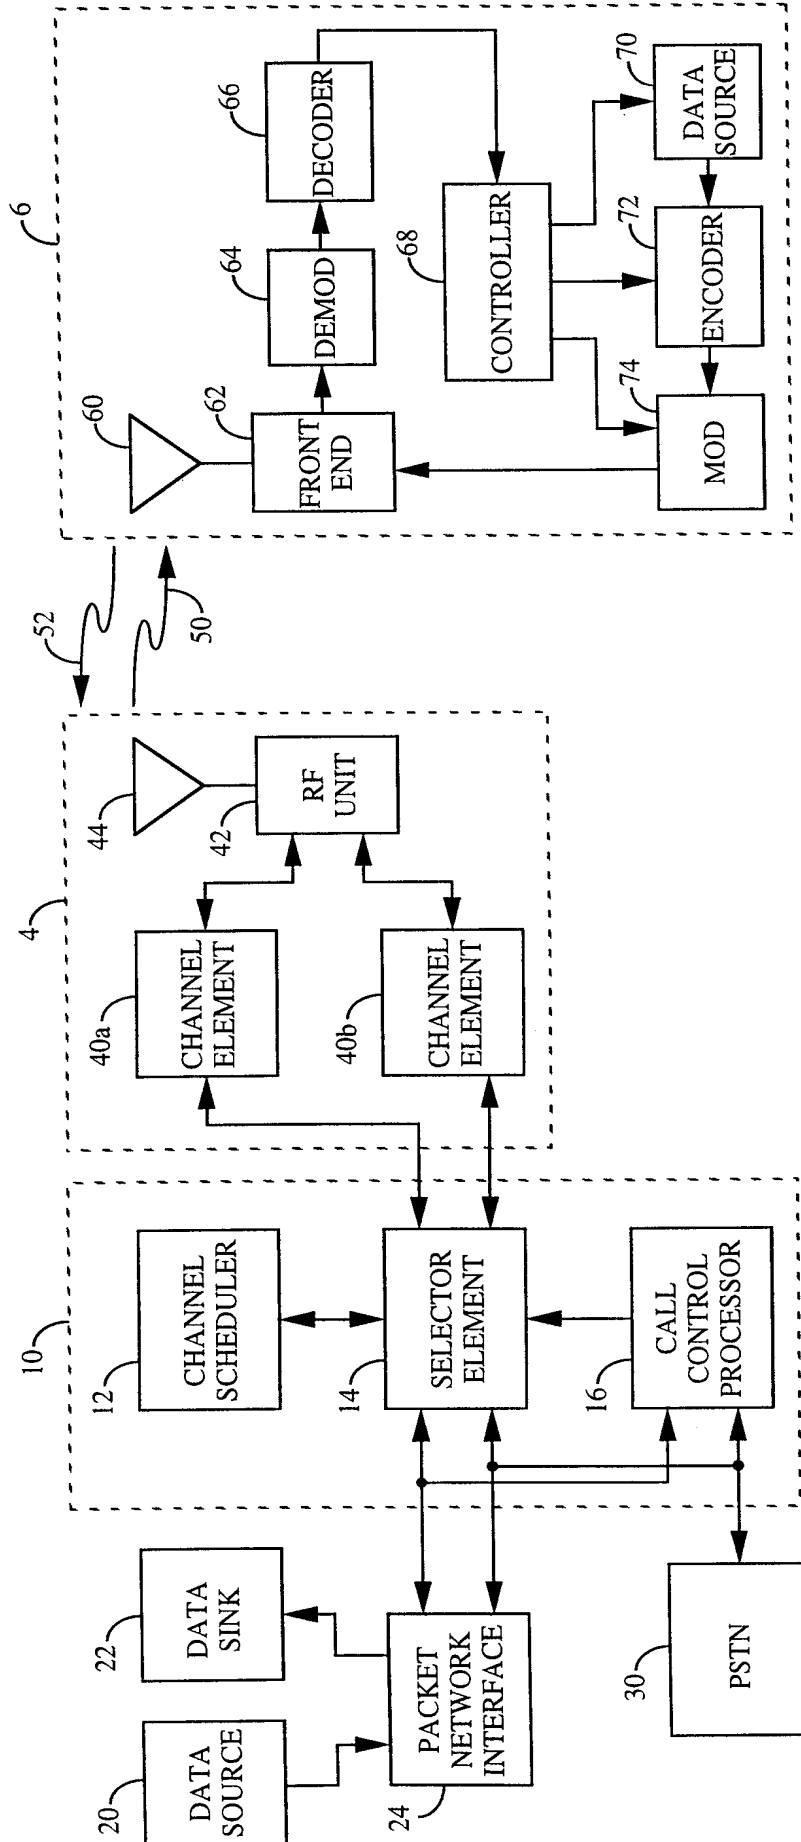 20
DATA
SOURCE
22
DATA
SINK
24
PACKET
NETWORK
INTERFACE
30
PSTN
10
12
CHANNEL
SCHEDULER
14
SELECTOR
ELEMENT
16
CALL
CONTROL
PROCESSOR
4
40a
CHANNEL
ELEMENT
40b
CHANNEL
ELEMENT
44
42
RF
UNIT
52
50
6
60
62
FRONT
END
64
DEMOD
66
DECODER
68
CONTROLLER
70
DATA
SOURCE
72
ENCODER
74
MOD